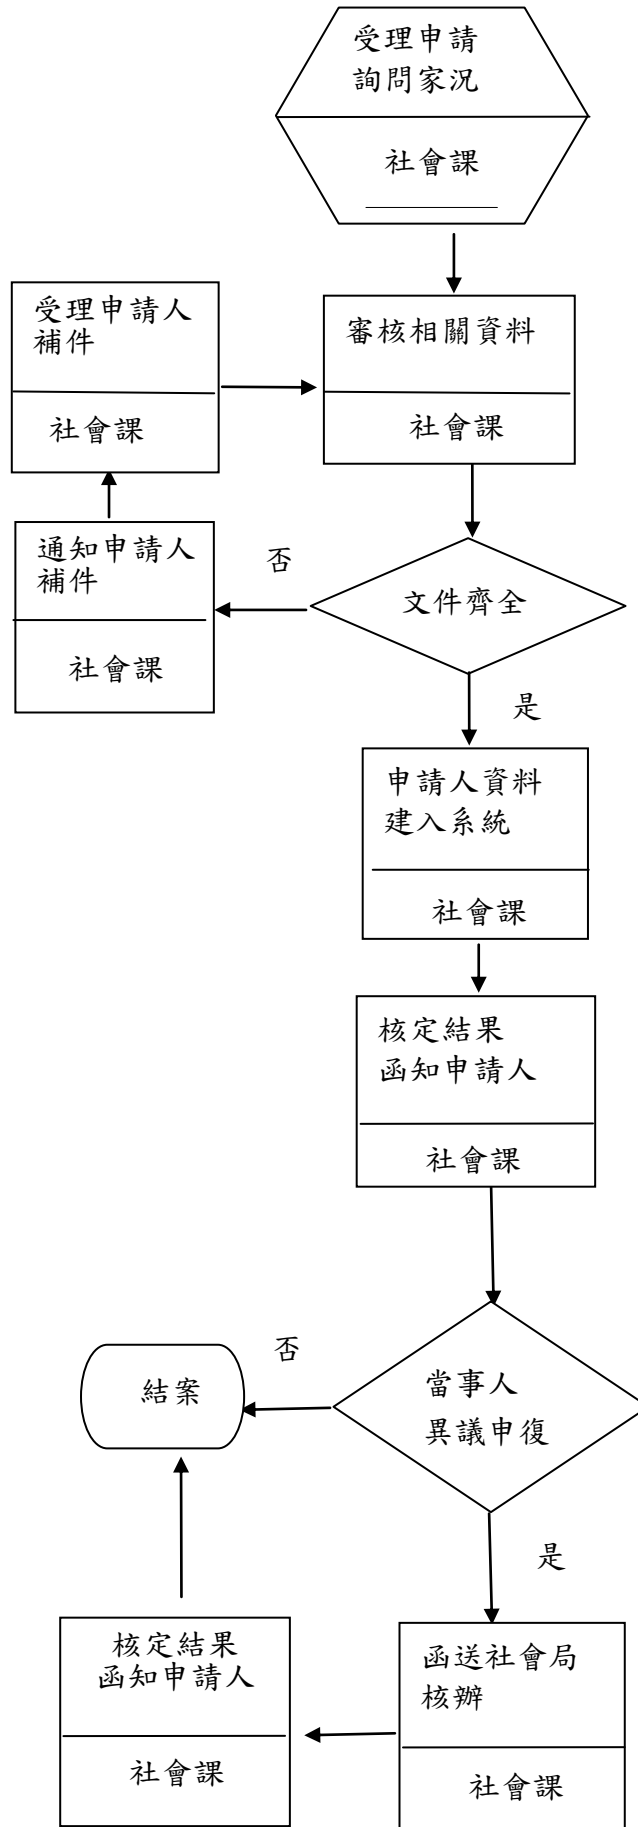 受理申請
詢問家況
社會課
受理申請人
補件
社會課
審核相關資料
社會課
通知申請人
補件
社會課
否
文件齊全
是
申請人資料
建入系統
社會課
核定結果
函知申請人
社會課
結案
否
當事人
異議申復
是
核定結果
函知申請人
社會課
函送社會局
核辦
社會課